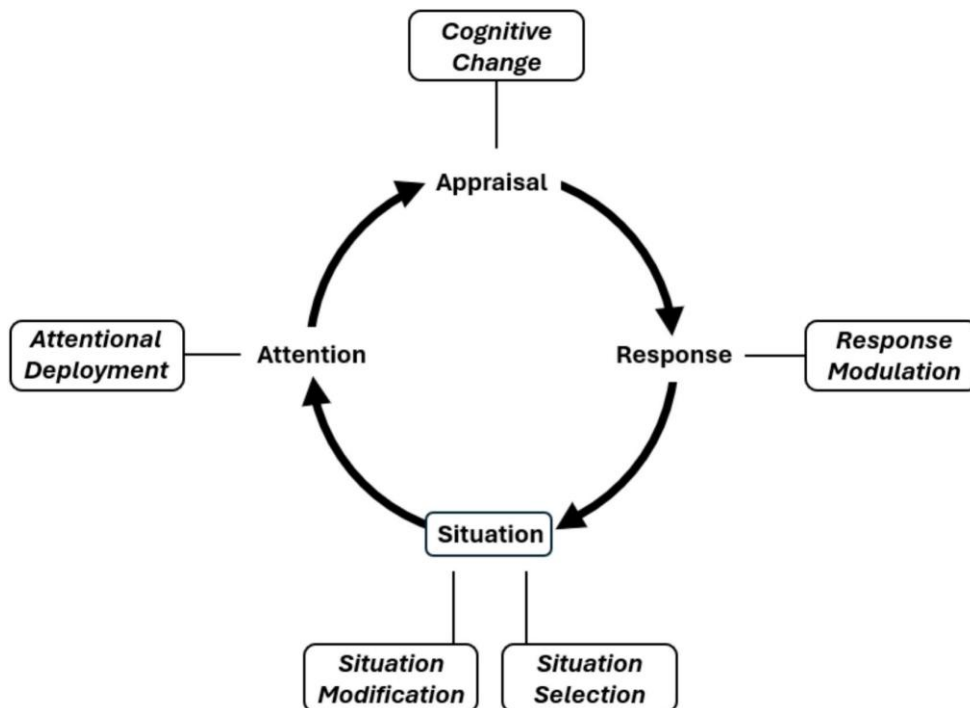 Cognitive
Change
Appraisal
Attentional
Deployment
Attention
Response
Response
Modulation
Situation
Situation
Modification
Situation
Selection